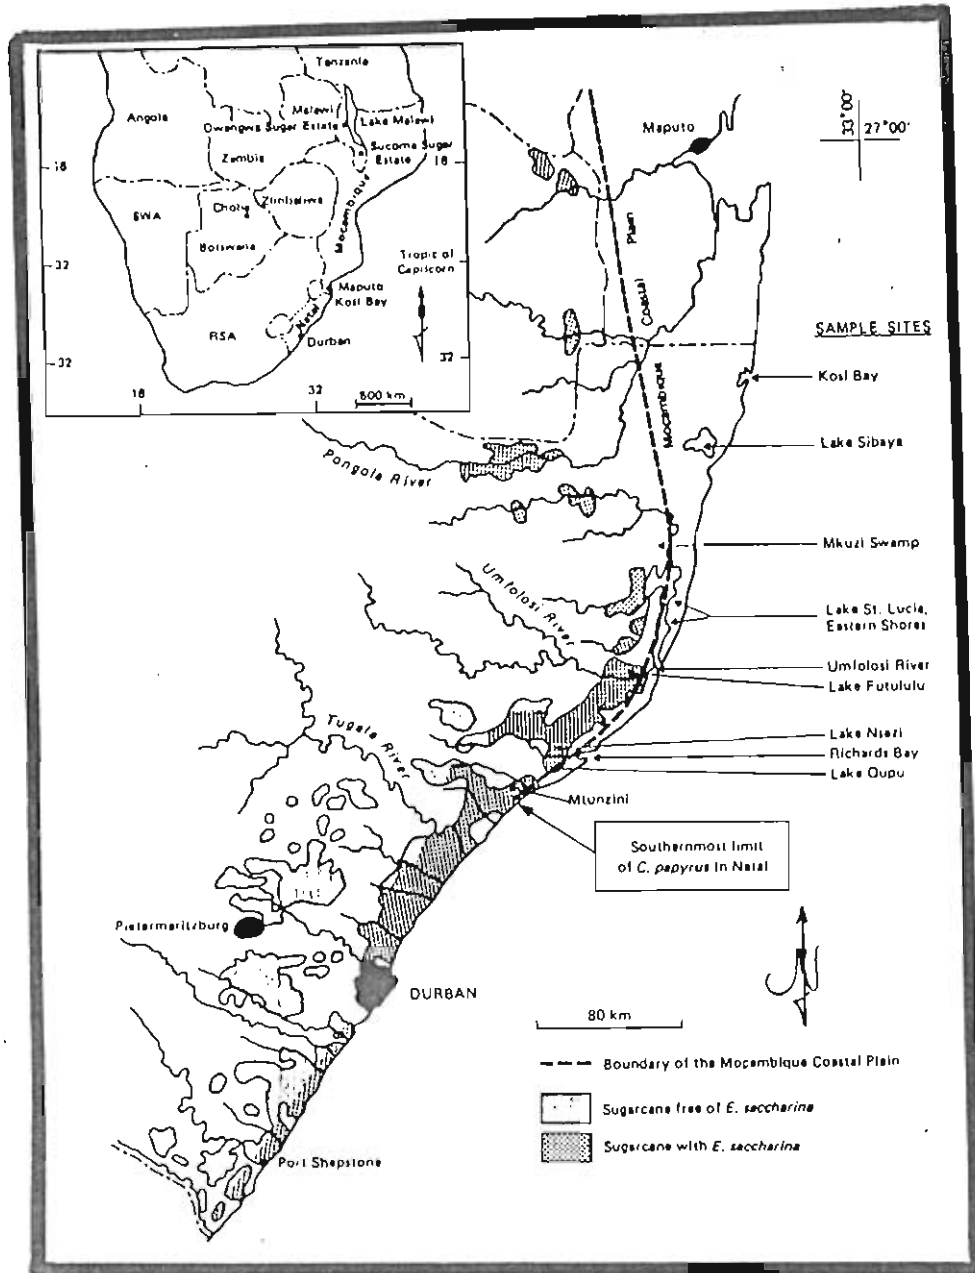 Tanzania
Angola
Malawi
Dwangwa Sugar Estate
Lake Malawi
Sucoma Sugar
Estate
18
18
Zambia
SWA
Chobe
Zimbabwe
Moçambique
Botswana
Tropic of
Capricorn
32
Maputo
Kosi Bay
Natal
RSA
Durban
32
32
18
32
800 km
Maputo
33°00'
27°00'
Moçambique Coastal Plain
SAMPLE SITES
Kosi Bay
Lake Sibaya
Pongola River
Mkuzi Swamp
Umfolosi River
Lake St. Lucia,
Eastern Shores
Umfolosi River
Lake Futululu
Tugela River
Lake Nsezi
Richards Bay
Lake Qupu
Mtunzini
Southernmost limit
of C. papyrus in Natal
Pietermaritzburg
DURBAN
80 km
Boundary of the Moçambique Coastal Plain
Sugarcane free of E. saccharina
Sugarcane with E. saccharina
Port Shepstone